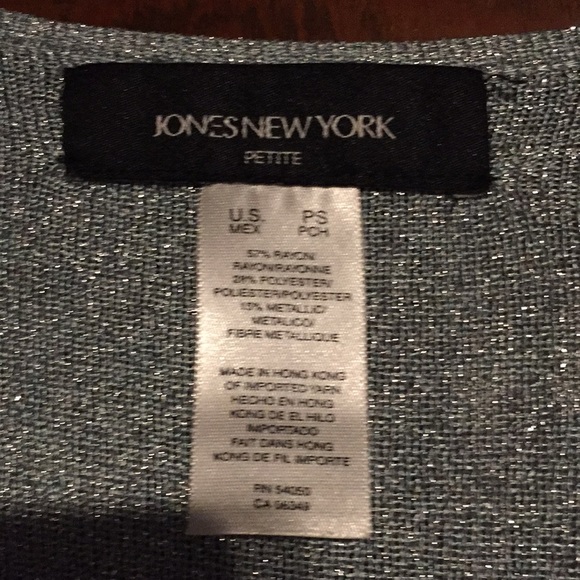 JONES NEW YORK
PETITE
U.S. PS
MEX PCH
57% RAYON/
RAYON/RAYONNE
28% POLYESTER/
POLIESTER/POLYESTER
15% METALLIC/
METALICO/
FIBRE METALLIQUE
MADE IN HONG KONG
OF IMPORTED YARN
HECHO EN HONG
KONG DE EL HILO
IMPORTADO
FAIT DANS HONG
KONG DE FIL IMPORTE
RN 54050
CA 06349